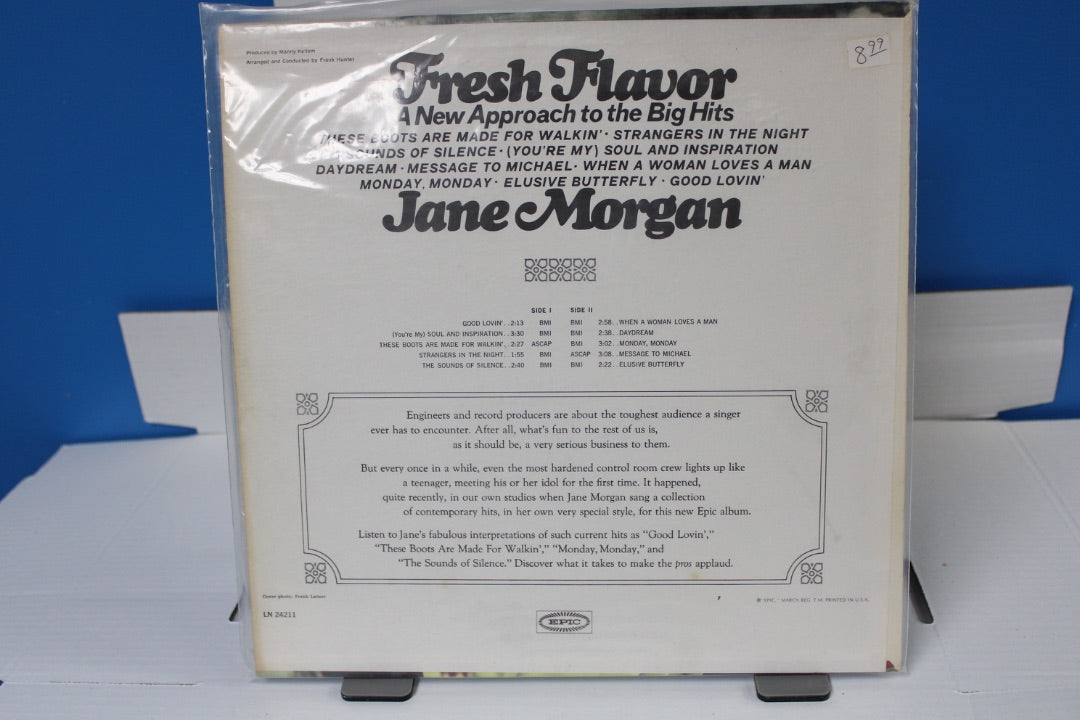 Produced by Manny Kellem
Arranged and Conducted by Frank Hunter
8.99
Fresh Flavor
A New Approach to the Big Hits
THESE BOOTS ARE MADE FOR WALKIN' · STRANGERS IN THE NIGHT
SOUNDS OF SILENCE · (YOU'RE MY) SOUL AND INSPIRATION
DAYDREAM · MESSAGE TO MICHAEL · WHEN A WOMAN LOVES A MAN
MONDAY, MONDAY · ELUSIVE BUTTERFLY · GOOD LOVIN'
Jane Morgan
SIDE I SIDE II
GOOD LOVIN'. . 2:13 BMI BMI 2:58. . WHEN A WOMAN LOVES A MAN
(You're My) SOUL AND INSPIRATION. . 3:30 BMI BMI 2:38. . DAYDREAM
THESE BOOTS ARE MADE FOR WALKIN'. . 2:27 ASCAP BMI 3:02. . MONDAY, MONDAY
STRANGERS IN THE NIGHT. . 1:55 BMI ASCAP 3:08. . MESSAGE TO MICHAEL
THE SOUNDS OF SILENCE. . 2:40 BMI BMI 2:22. . ELUSIVE BUTTERFLY
Engineers and record producers are about the toughest audience a singer
ever has to encounter. After all, what's fun to the rest of us is,
as it should be, a very serious business to them.
But every once in a while, even the most hardened control room crew lights up like
a teenager, meeting his or her idol for the first time. It happened,
quite recently, in our own studios when Jane Morgan sang a collection
of contemporary hits, in her own very special style, for this new Epic album.
Listen to Jane's fabulous interpretations of such current hits as "Good Lovin',"
"These Boots Are Made For Walkin'," "Monday, Monday," and
"The Sounds of Silence." Discover what it takes to make the pros applaud.
Cover photo: Frank Laroux
7
® "EPIC," MARCA REG. T.M. PRINTED IN U.S.A.
LN 24211
EPIC